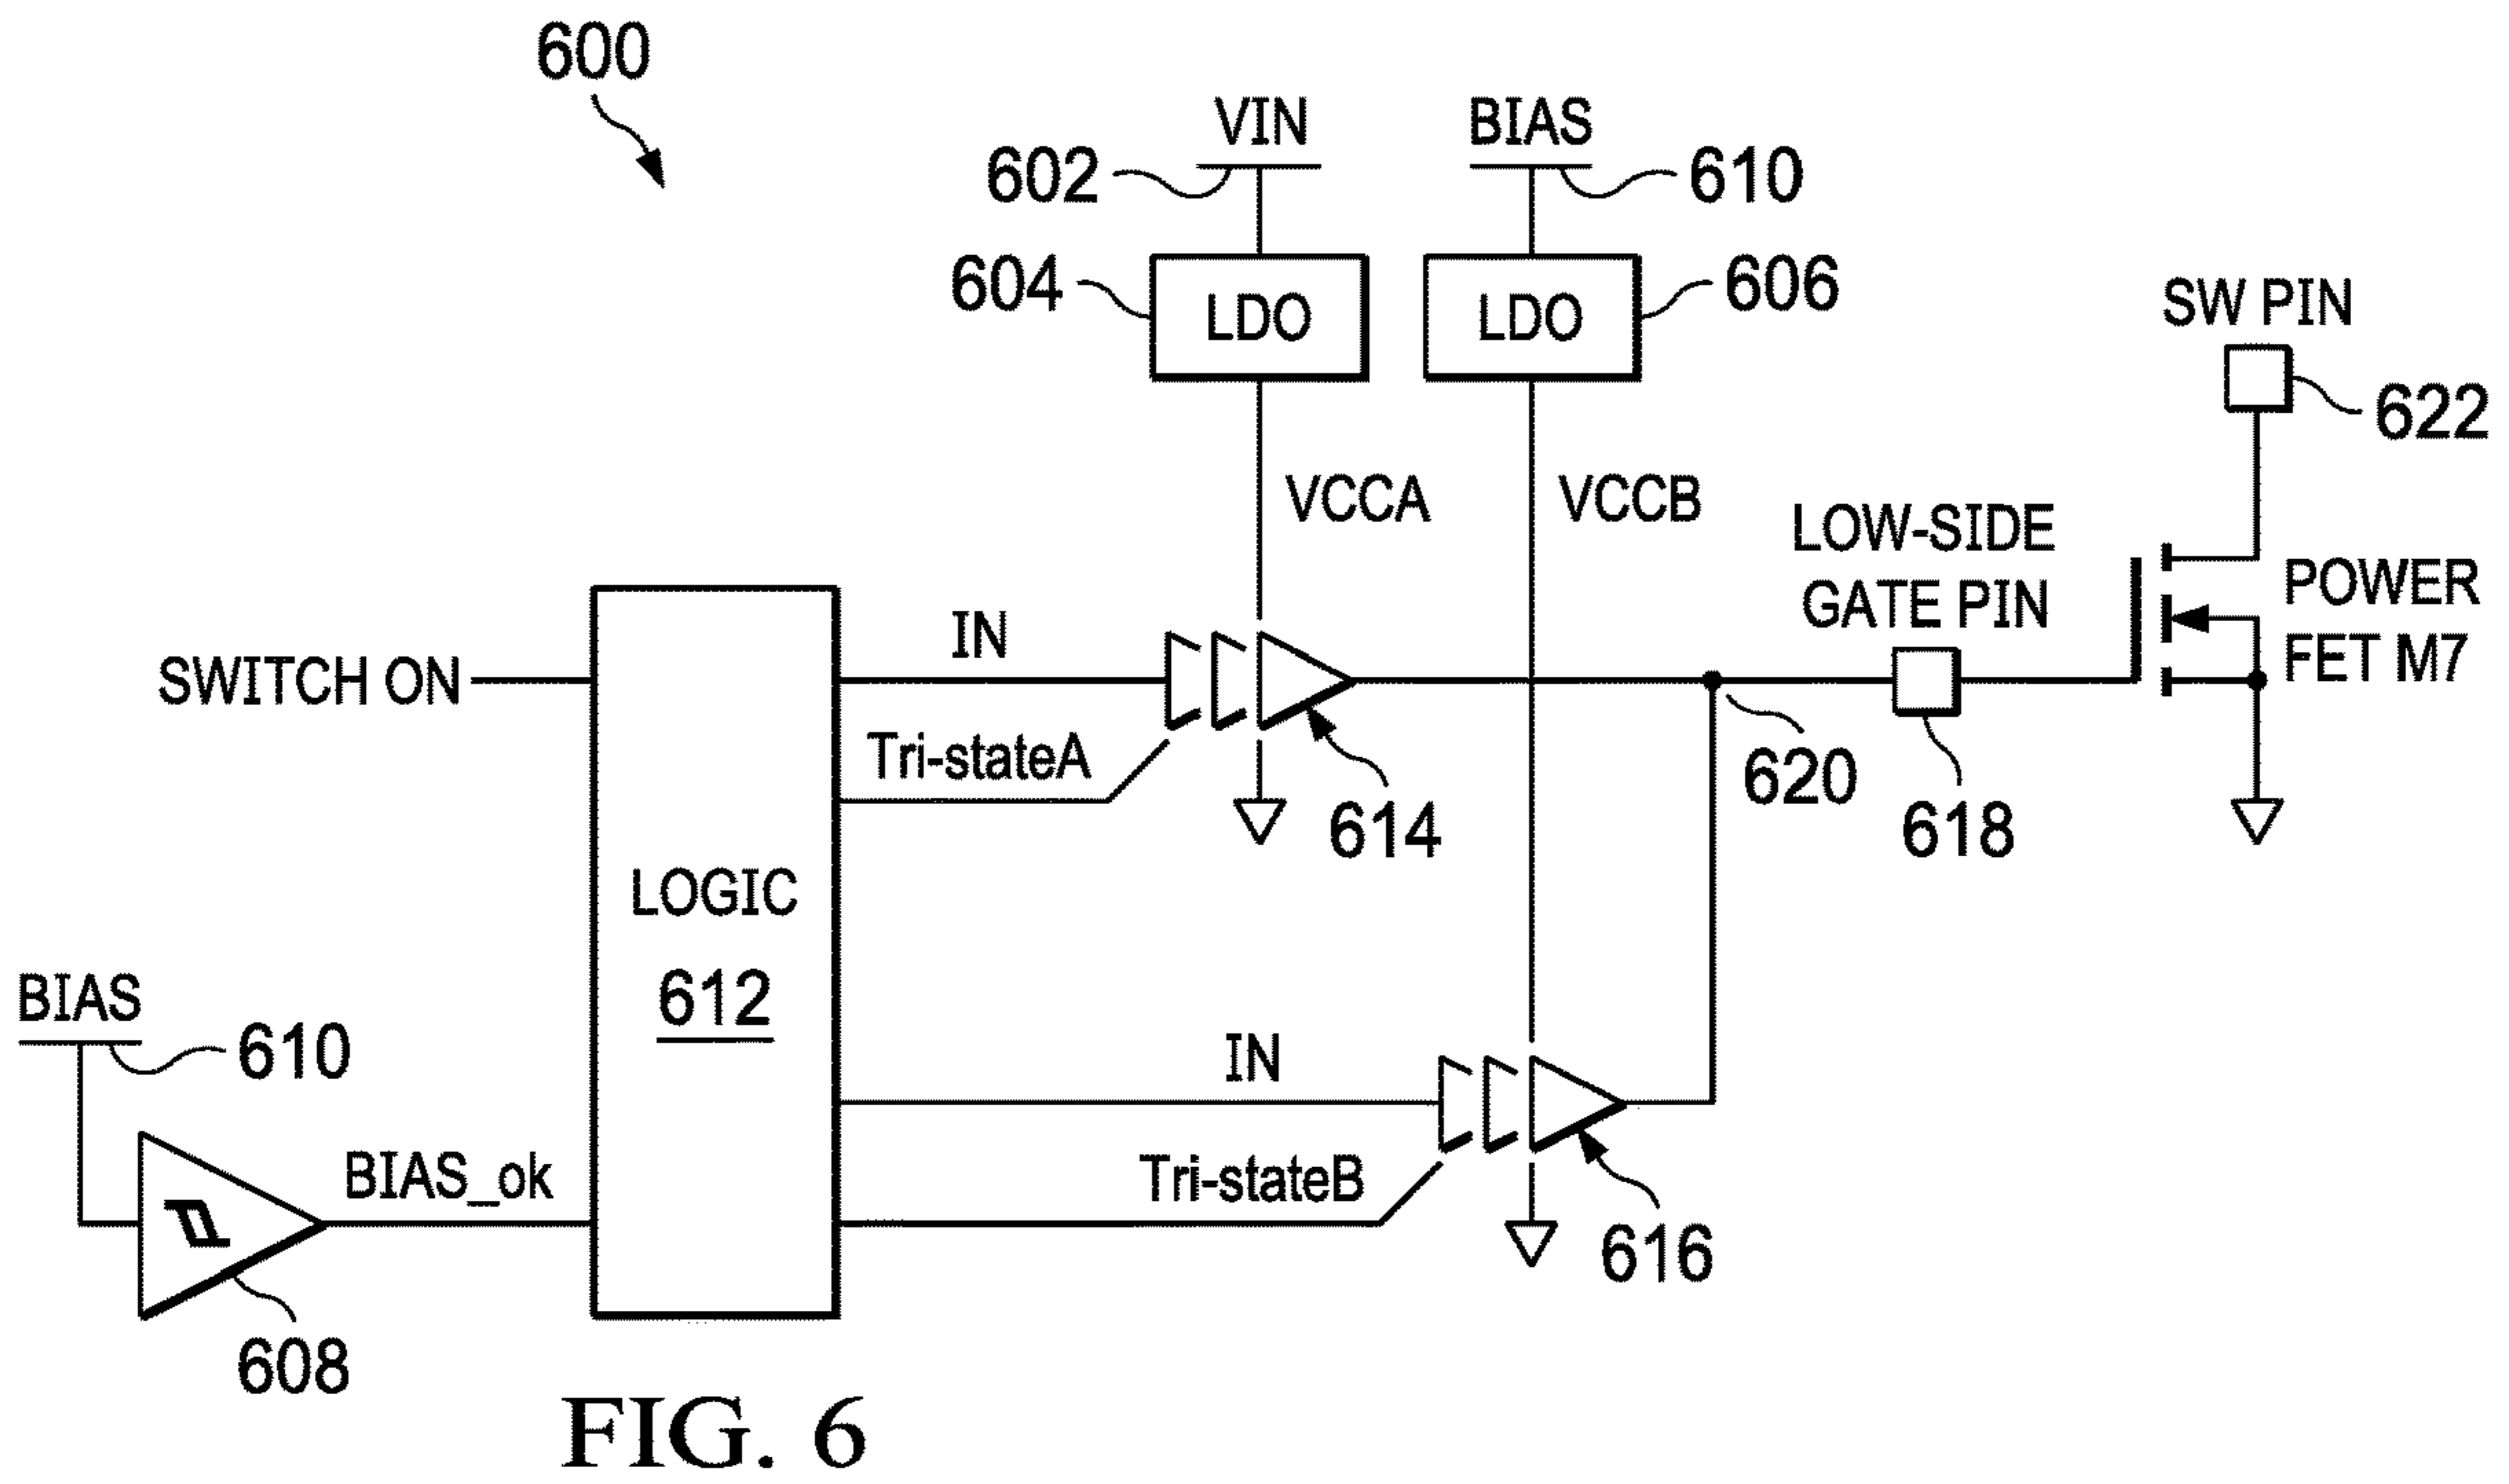 600
VIN
BIAS
602
610
604
LDO
LDO
606
SW PIN
622
VCCA
VCCB
LOW-SIDE
GATE PIN
POWER
FET M7
IN
SWITCH ON
Tri-stateA
614
620
618
LOGIC
612
BIAS
610
IN
BIAS_ok
Tri-stateB
616
608
FIG. 6